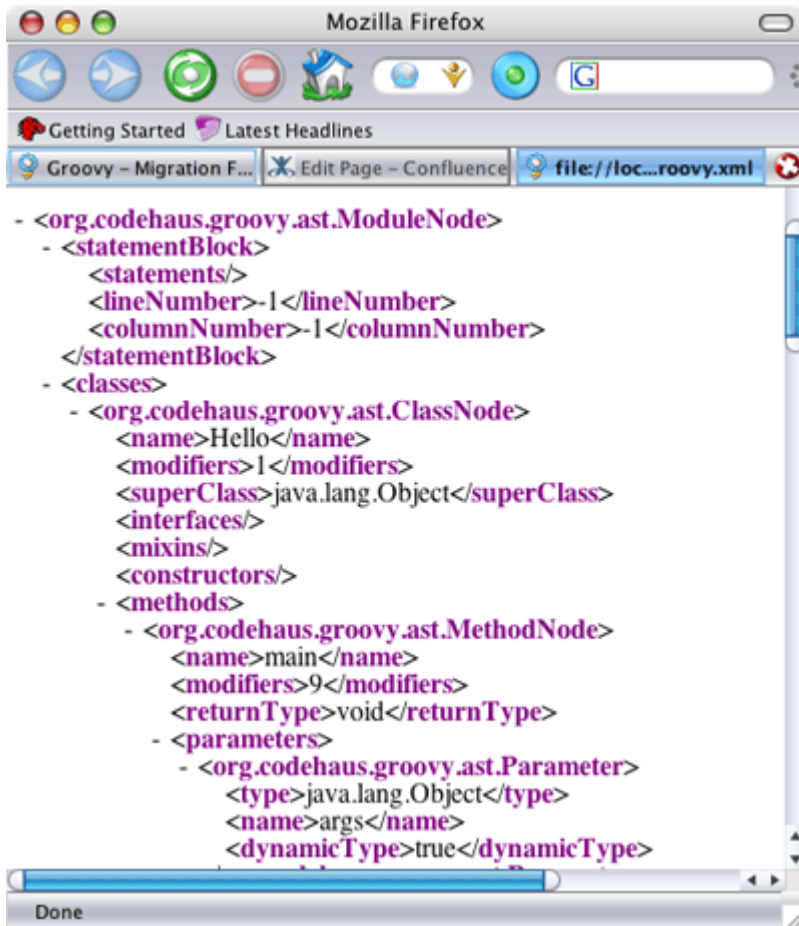 Mozilla Firefox
G
Getting Started Latest Headlines
Groovy – Migration F... Edit Page – Confluence file://loc...roovy.xml
- <org.codehaus.groovy.ast.ModuleNode>
- <statementBlock>
<statements/>
<lineNumber>-1</lineNumber>
<columnNumber>-1</columnNumber>
</statementBlock>
- <classes>
- <org.codehaus.groovy.ast.ClassNode>
<name>Hello</name>
<modifiers>1</modifiers>
<superClass>java.lang.Object</superClass>
<interfaces/>
<mixins/>
<constructors/>
- <methods>
- <org.codehaus.groovy.ast.MethodNode>
<name>main</name>
<modifiers>9</modifiers>
<returnType>void</returnType>
- <parameters>
- <org.codehaus.groovy.ast.Parameter>
<type>java.lang.Object</type>
<name>args</name>
<dynamicType>true</dynamicType>
Done